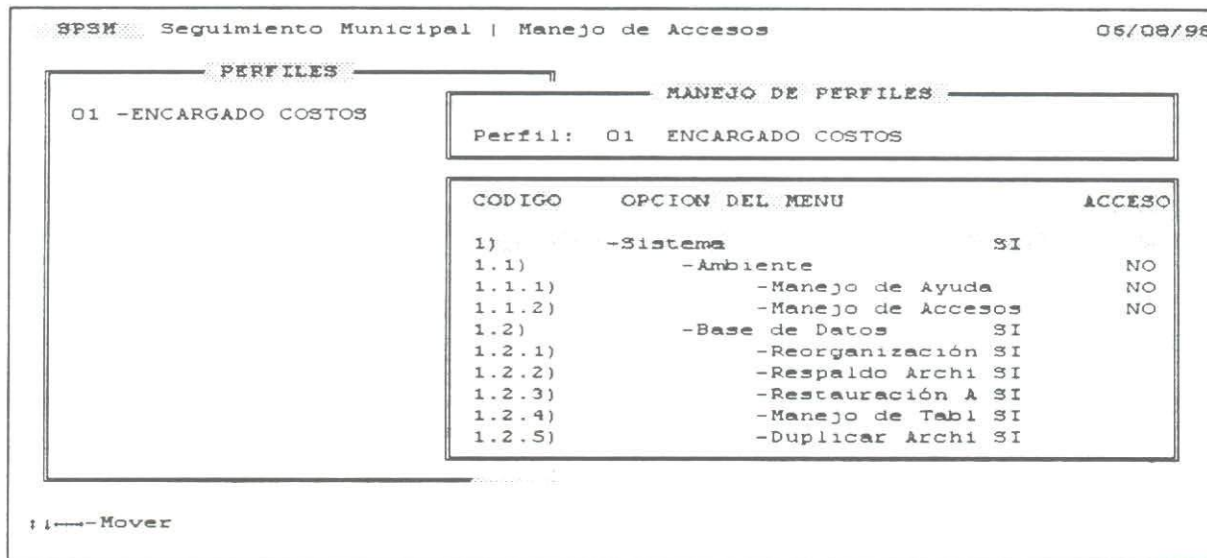 SPSM Seguimiento Municipal | Manejo de Accesos 06/08/98
PERFILES
01 -ENCARGADO COSTOS
MANEJO DE PERFILES
Perfil: 01 ENCARGADO COSTOS
CODIGO OPCION DEL MENU ACCESO
1) -Sistema SI
1.1) -Ambiente NO
1.1.1) -Manejo de Ayuda NO
1.1.2) -Manejo de Accesos NO
1.2) -Base de Datos SI
1.2.1) -Reorganización SI
1.2.2) -Respaldo Archi SI
1.2.3) -Restauración A SI
1.2.4) -Manejo de Tabl SI
1.2.5) -Duplicar Archi SI
-Mover